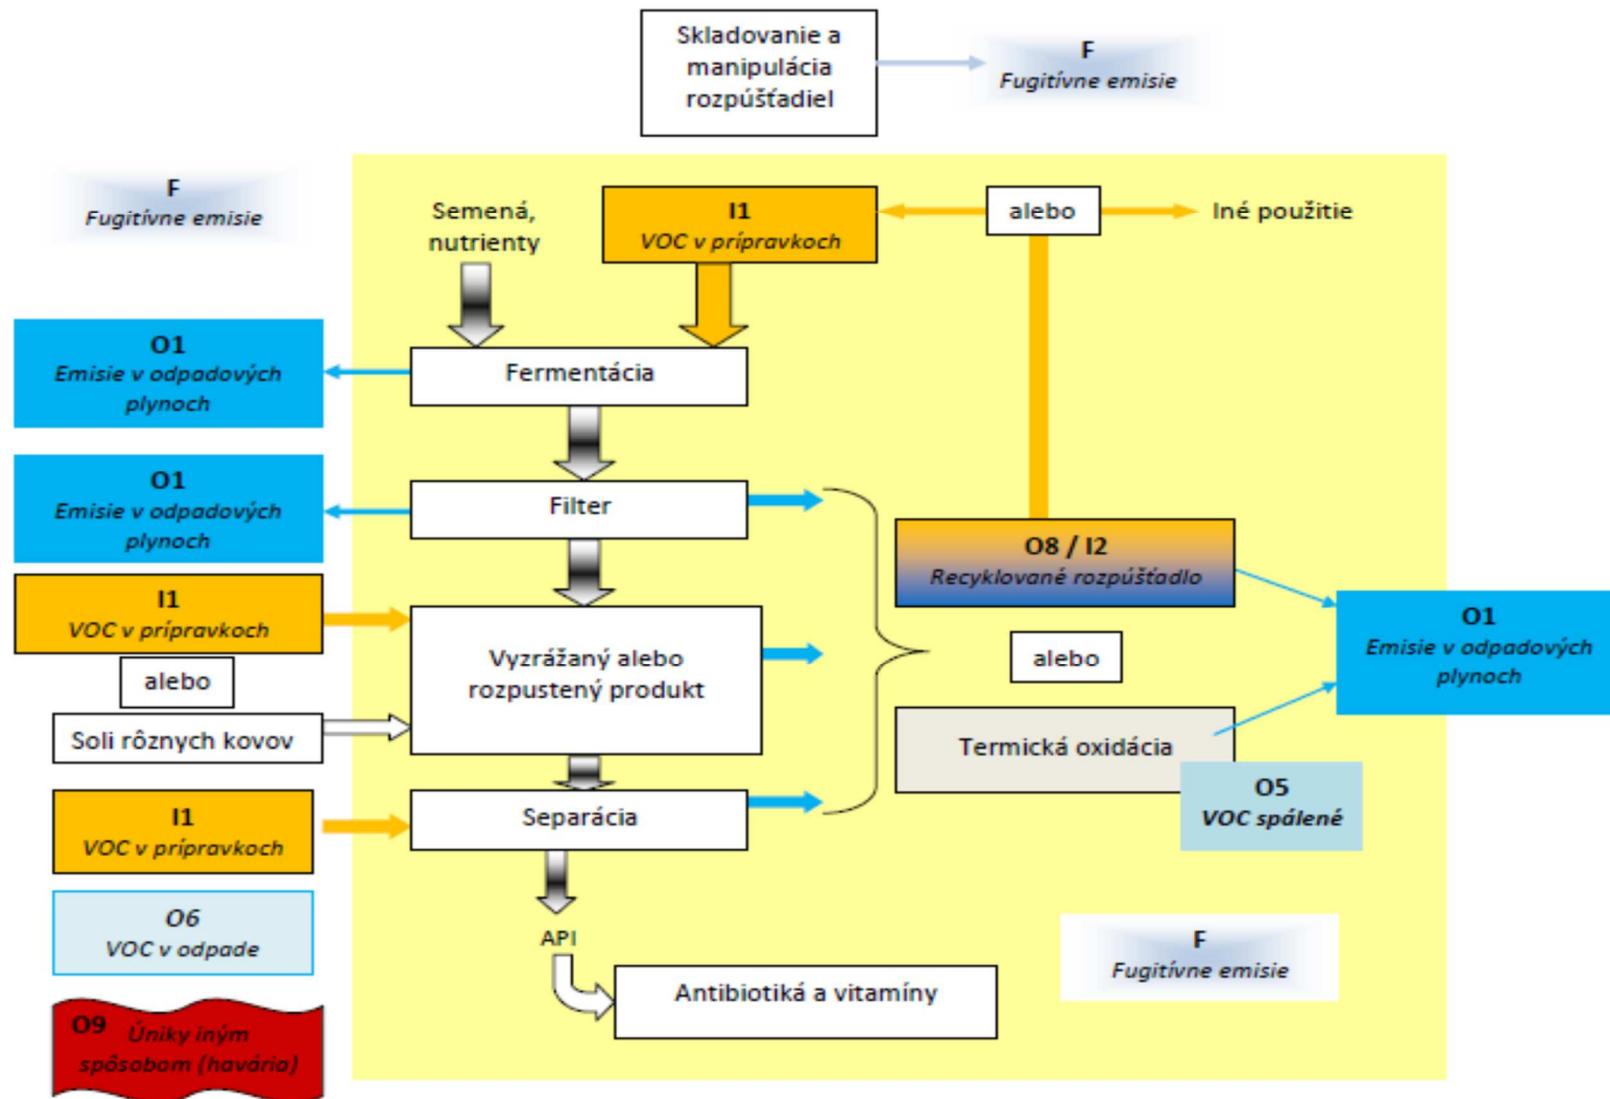 Skladovanie a
manipulácia
rozpúšťadiel
F
Fugitívne emisie
F
Fugitívne emisie
Semená,
nutrienty
I1
VOC v prípravkoch
alebo
Iné použitie
O1
Emisie v odpadových
plynoch
Fermentácia
O1
Emisie v odpadových
plynoch
Filter
O8 / I2
Recyklované rozpúšťadlo
I1
VOC v prípravkoch
alebo
Soli rôznych kovov
Vyzrážaný alebo
rozpustený produkt
alebo
O1
Emisie v odpadových
plynoch
Termická oxidácia
O5
VOC spálené
I1
VOC v prípravkoch
Separácia
O6
VOC v odpade
API
F
Fugitívne emisie
Antibiotiká a vitamíny
O9 Úniky iným
spôsobom (havária)